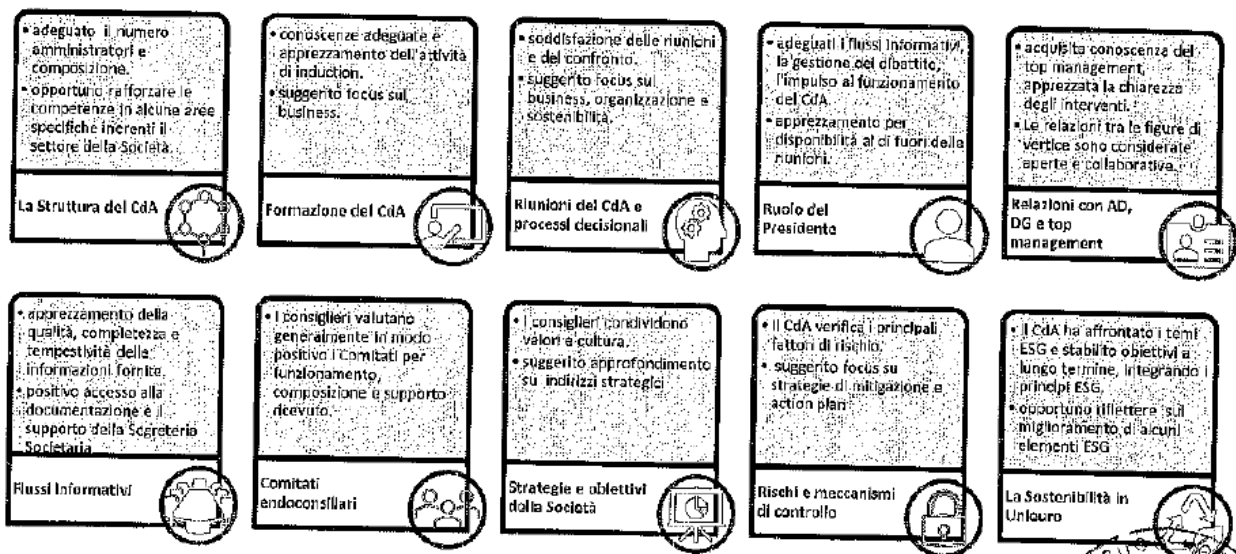 • adeguato il numero
amministratori e
composizione.
• opportuno rafforzare le
competenze in alcune aree
specifiche inerenti il
settore della Società.
La Struttura del CdA
• conoscenze adeguate e
apprezzamento dell'attività
di induction.
• suggerito focus sul
business.
Formazione del CdA
• soddisfazione delle riunioni
e del confronto.
• suggerito focus sul
business, organizzazione e
sostenibilità.
Riunioni del CdA e
processi decisionali
• adeguati i flussi informativi,
la gestione del dibattito,
l'impulso al funzionamento
del CdA.
• apprezzamento per
disponibilità al di fuori delle
riunioni.
Ruolo del
Presidente
• acquisita conoscenza del
top management,
apprezzata la chiarezza
degli interventi.
• Le relazioni tra le figure di
vertice sono considerate
aperte e collaborative.
Relazioni con AD,
DG e top
management
• apprezzamento della
qualità, completezza e
tempestività delle
informazioni fornite.
• positivo accesso alla
documentazione e il
supporto della Segreteria
Societaria
Flussi Informativi
• I consiglieri valutano
generalmente in modo
positivo i Comitati per
funzionamento,
composizione e supporto
ricevuto.
Comitati
endoconsiliari
• I consiglieri condividono
valori e cultura.
• suggerito approfondimento
su indirizzi strategici
Strategie e obiettivi
della Società
• Il CdA verifica i principali
fattori di rischio.
• suggerito focus su
strategie di mitigazione e
action plan
Rischi e meccanismi
di controllo
• Il CdA ha affrontato i temi
ESG e stabilito obiettivi a
lungo termine, integrando i
principi ESG.
• opportuno riflettere sul
miglioramento di alcuni
elementi ESG
La Sostenibilità in
Unieuro